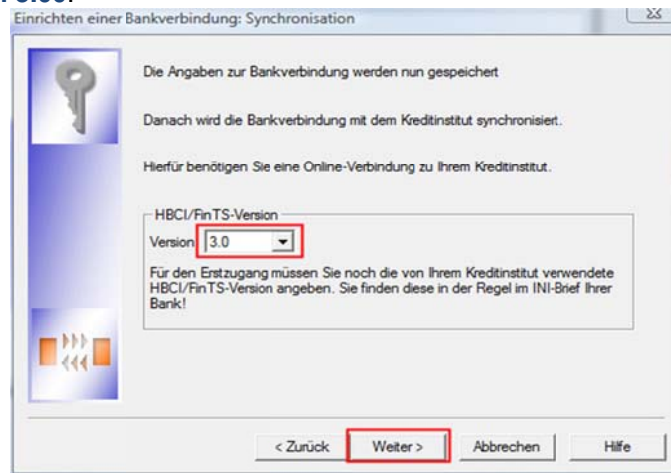 Einrichten einer Bankverbindung: Synchronisation
Die Angaben zur Bankverbindung werden nun gespeichert
Danach wird die Bankverbindung mit dem Kreditinstitut synchronisiert.
Hierfür benötigen Sie eine Online-Verbindung zu Ihrem Kreditinstitut.
HBCI/FinTS-Version
Version 3.0
Für den Erstzugang müssen Sie noch die von Ihrem Kreditinstitut verwendete
HBCI/FinTS-Version angeben. Sie finden diese in der Regel im INI-Brief Ihrer
Bank!
< Zurück Weiter > Abbrechen Hilfe